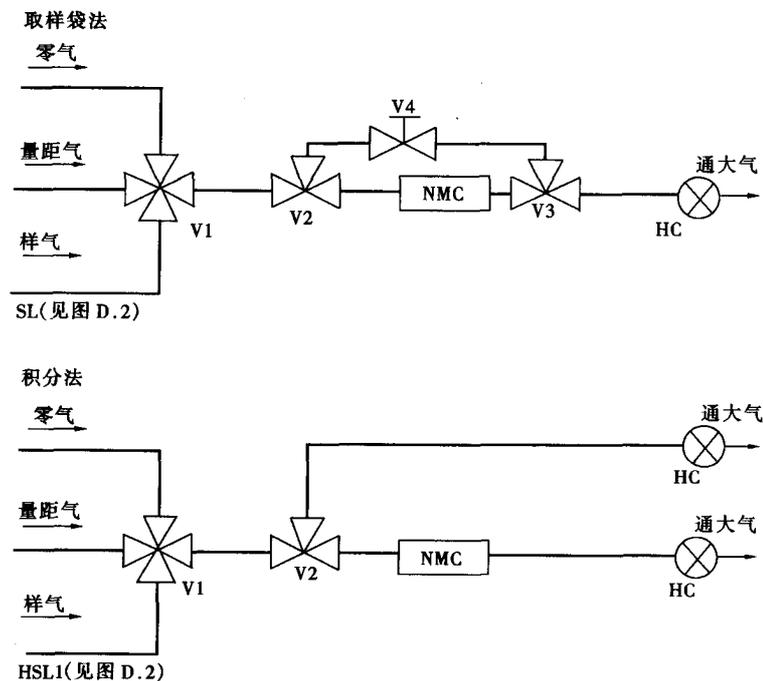 取样袋法
零气
V4
量距气
通大气
NMC
V2
V3
V1
HC
样气
SL(见图 D.2)
积分法
零气
通大气
HC
量距气
通大气
NMC
V2
V1
HC
样气
HSL1(见图 D.2)